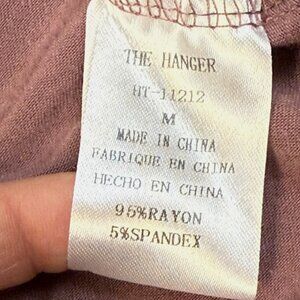 THE HANGER
HT-11212
M
MADE IN CHINA
FABRIQUE EN CHINA
HECHO EN CHINA
95%RAYON
5%SPANDEX